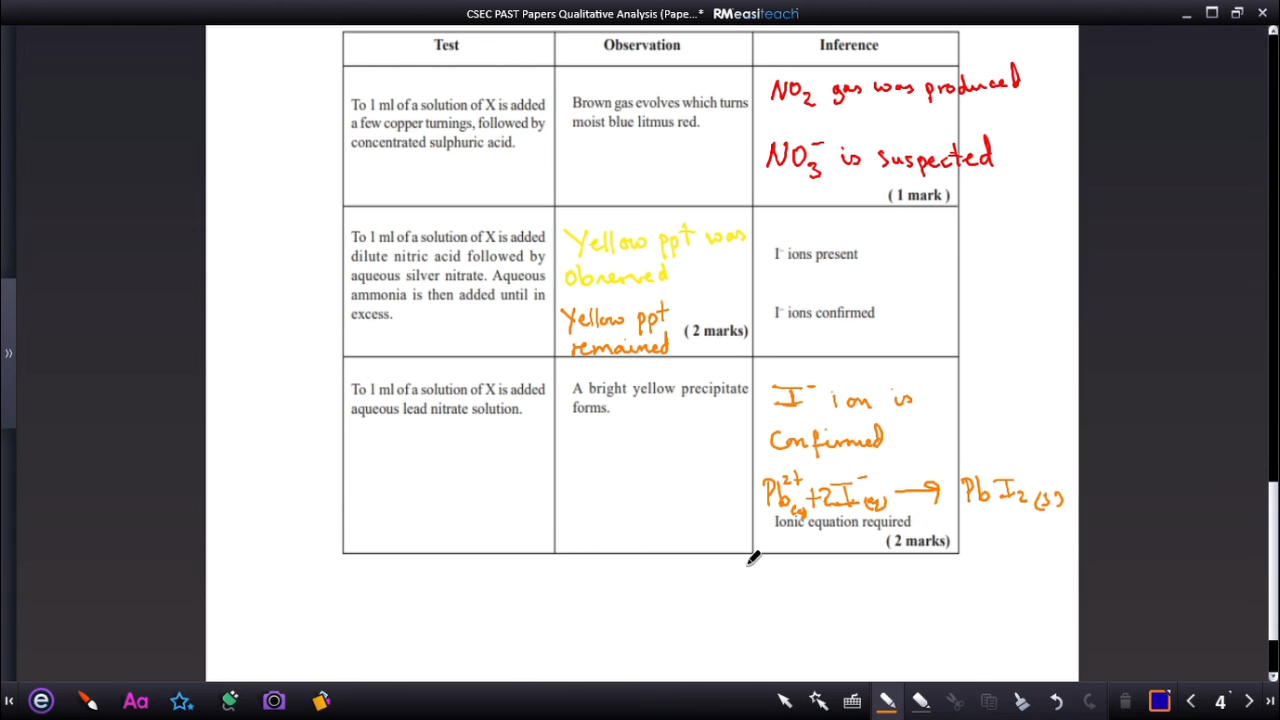 CSEC PAST Papers Qualitative Analysis (Pape...* RMeasiteach
Test Observation Inference
To 1 ml of a solution of X is added
a few copper turnings, followed by
concentrated sulphuric acid.
Brown gas evolves which turns
moist blue litmus red.
NO₂ gas was produced
NO₃⁻ is suspected
( 1 mark )
To 1 ml of a solution of X is added
dilute nitric acid followed by
aqueous silver nitrate. Aqueous
ammonia is then added until in
excess.
Yellow ppt was
observed
Yellow ppt
remained
( 2 marks)
I⁻ ions present
I⁻ ions confirmed
To 1 ml of a solution of X is added
aqueous lead nitrate solution.
A bright yellow precipitate
forms.
I⁻ ion is
confirmed
Pb²⁺(aq) + 2I⁻(aq) → PbI₂(s)
Ionic equation required
( 2 marks)
Aa
4